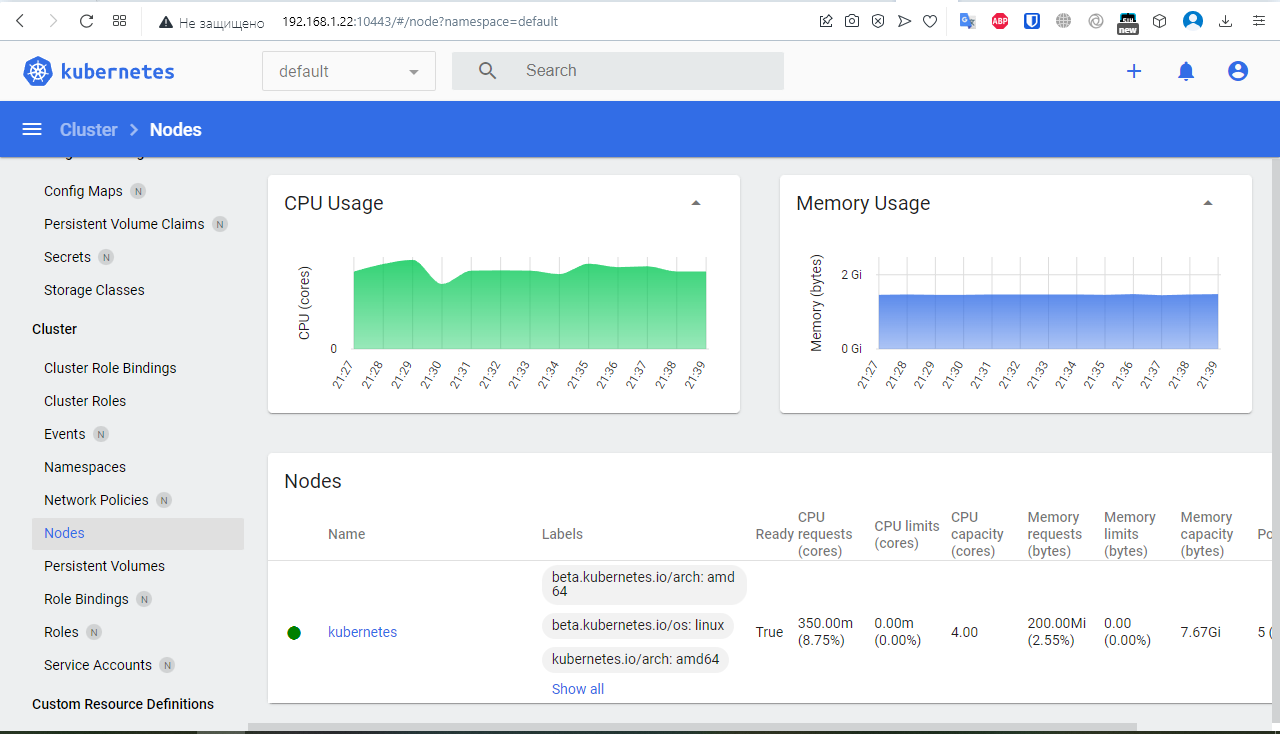 Не защищено 192.168.1.22:10443/#/node?namespace=default
ABP
new
kubernetes
default
Search
Cluster > Nodes
Config Maps N
Persistent Volume Claims N
Secrets N
Storage Classes
Cluster
Cluster Role Bindings
Cluster Roles
Events N
Namespaces
Network Policies N
Nodes
Persistent Volumes
Role Bindings N
Roles N
Service Accounts N
Custom Resource Definitions
CPU Usage
CPU (cores)
0
21:27 21:28 21:29 21:30 21:31 21:32 21:33 21:34 21:35 21:36 21:37 21:38 21:39
Memory Usage
Memory (bytes)
2 Gi
0 Gi
21:27 21:28 21:29 21:30 21:31 21:32 21:33 21:34 21:35 21:36 21:37 21:38 21:39
Nodes
Name
Labels
Ready
CPU
requests
(cores)
CPU limits
(cores)
CPU
capacity
(cores)
Memory
requests
(bytes)
Memory
limits
(bytes)
Memory
capacity
(bytes)
Po
kubernetes
beta.kubernetes.io/arch: amd
64
beta.kubernetes.io/os: linux
kubernetes.io/arch: amd64
Show all
True
350.00m
(8.75%)
0.00m
(0.00%)
4.00
200.00Mi
(2.55%)
0.00
(0.00%)
7.67Gi
5 (